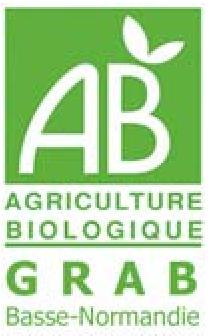 AB
AGRICULTURE
BIOLOGIQUE
GRAB
Basse-Normandie